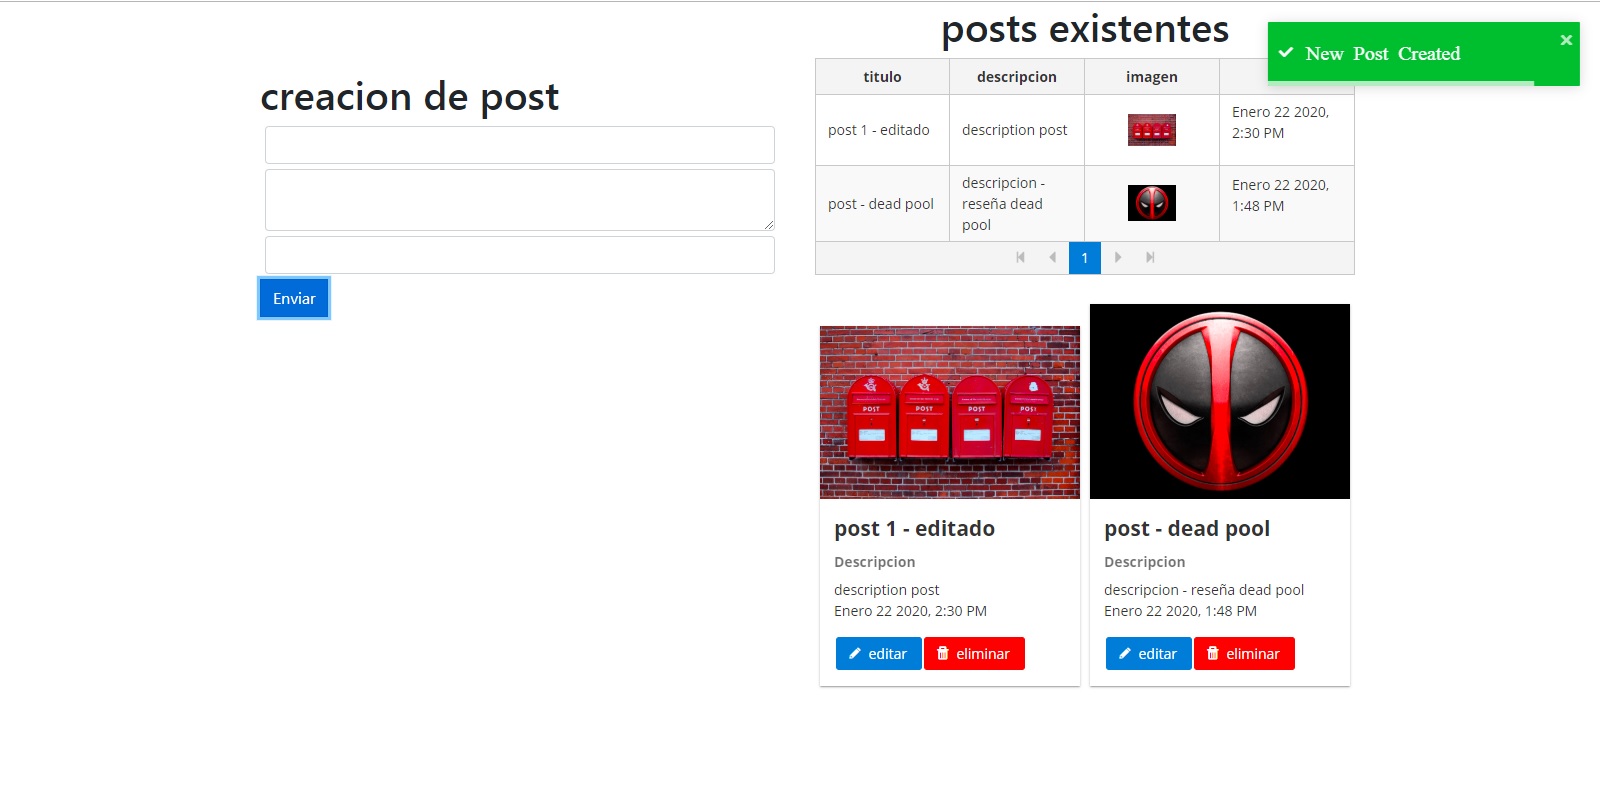 posts existentes
New Post Created
creacion de post
Enviar
titulo descripcion imagen
post 1 - editado description post Enero 22 2020, 2:30 PM
post - dead pool descripcion - reseña dead pool Enero 22 2020, 1:48 PM
1
POST POST POST POST
post 1 - editado
Descripcion
description post
Enero 22 2020, 2:30 PM
editar eliminar
post - dead pool
Descripcion
descripcion - reseña dead pool
Enero 22 2020, 1:48 PM
editar eliminar